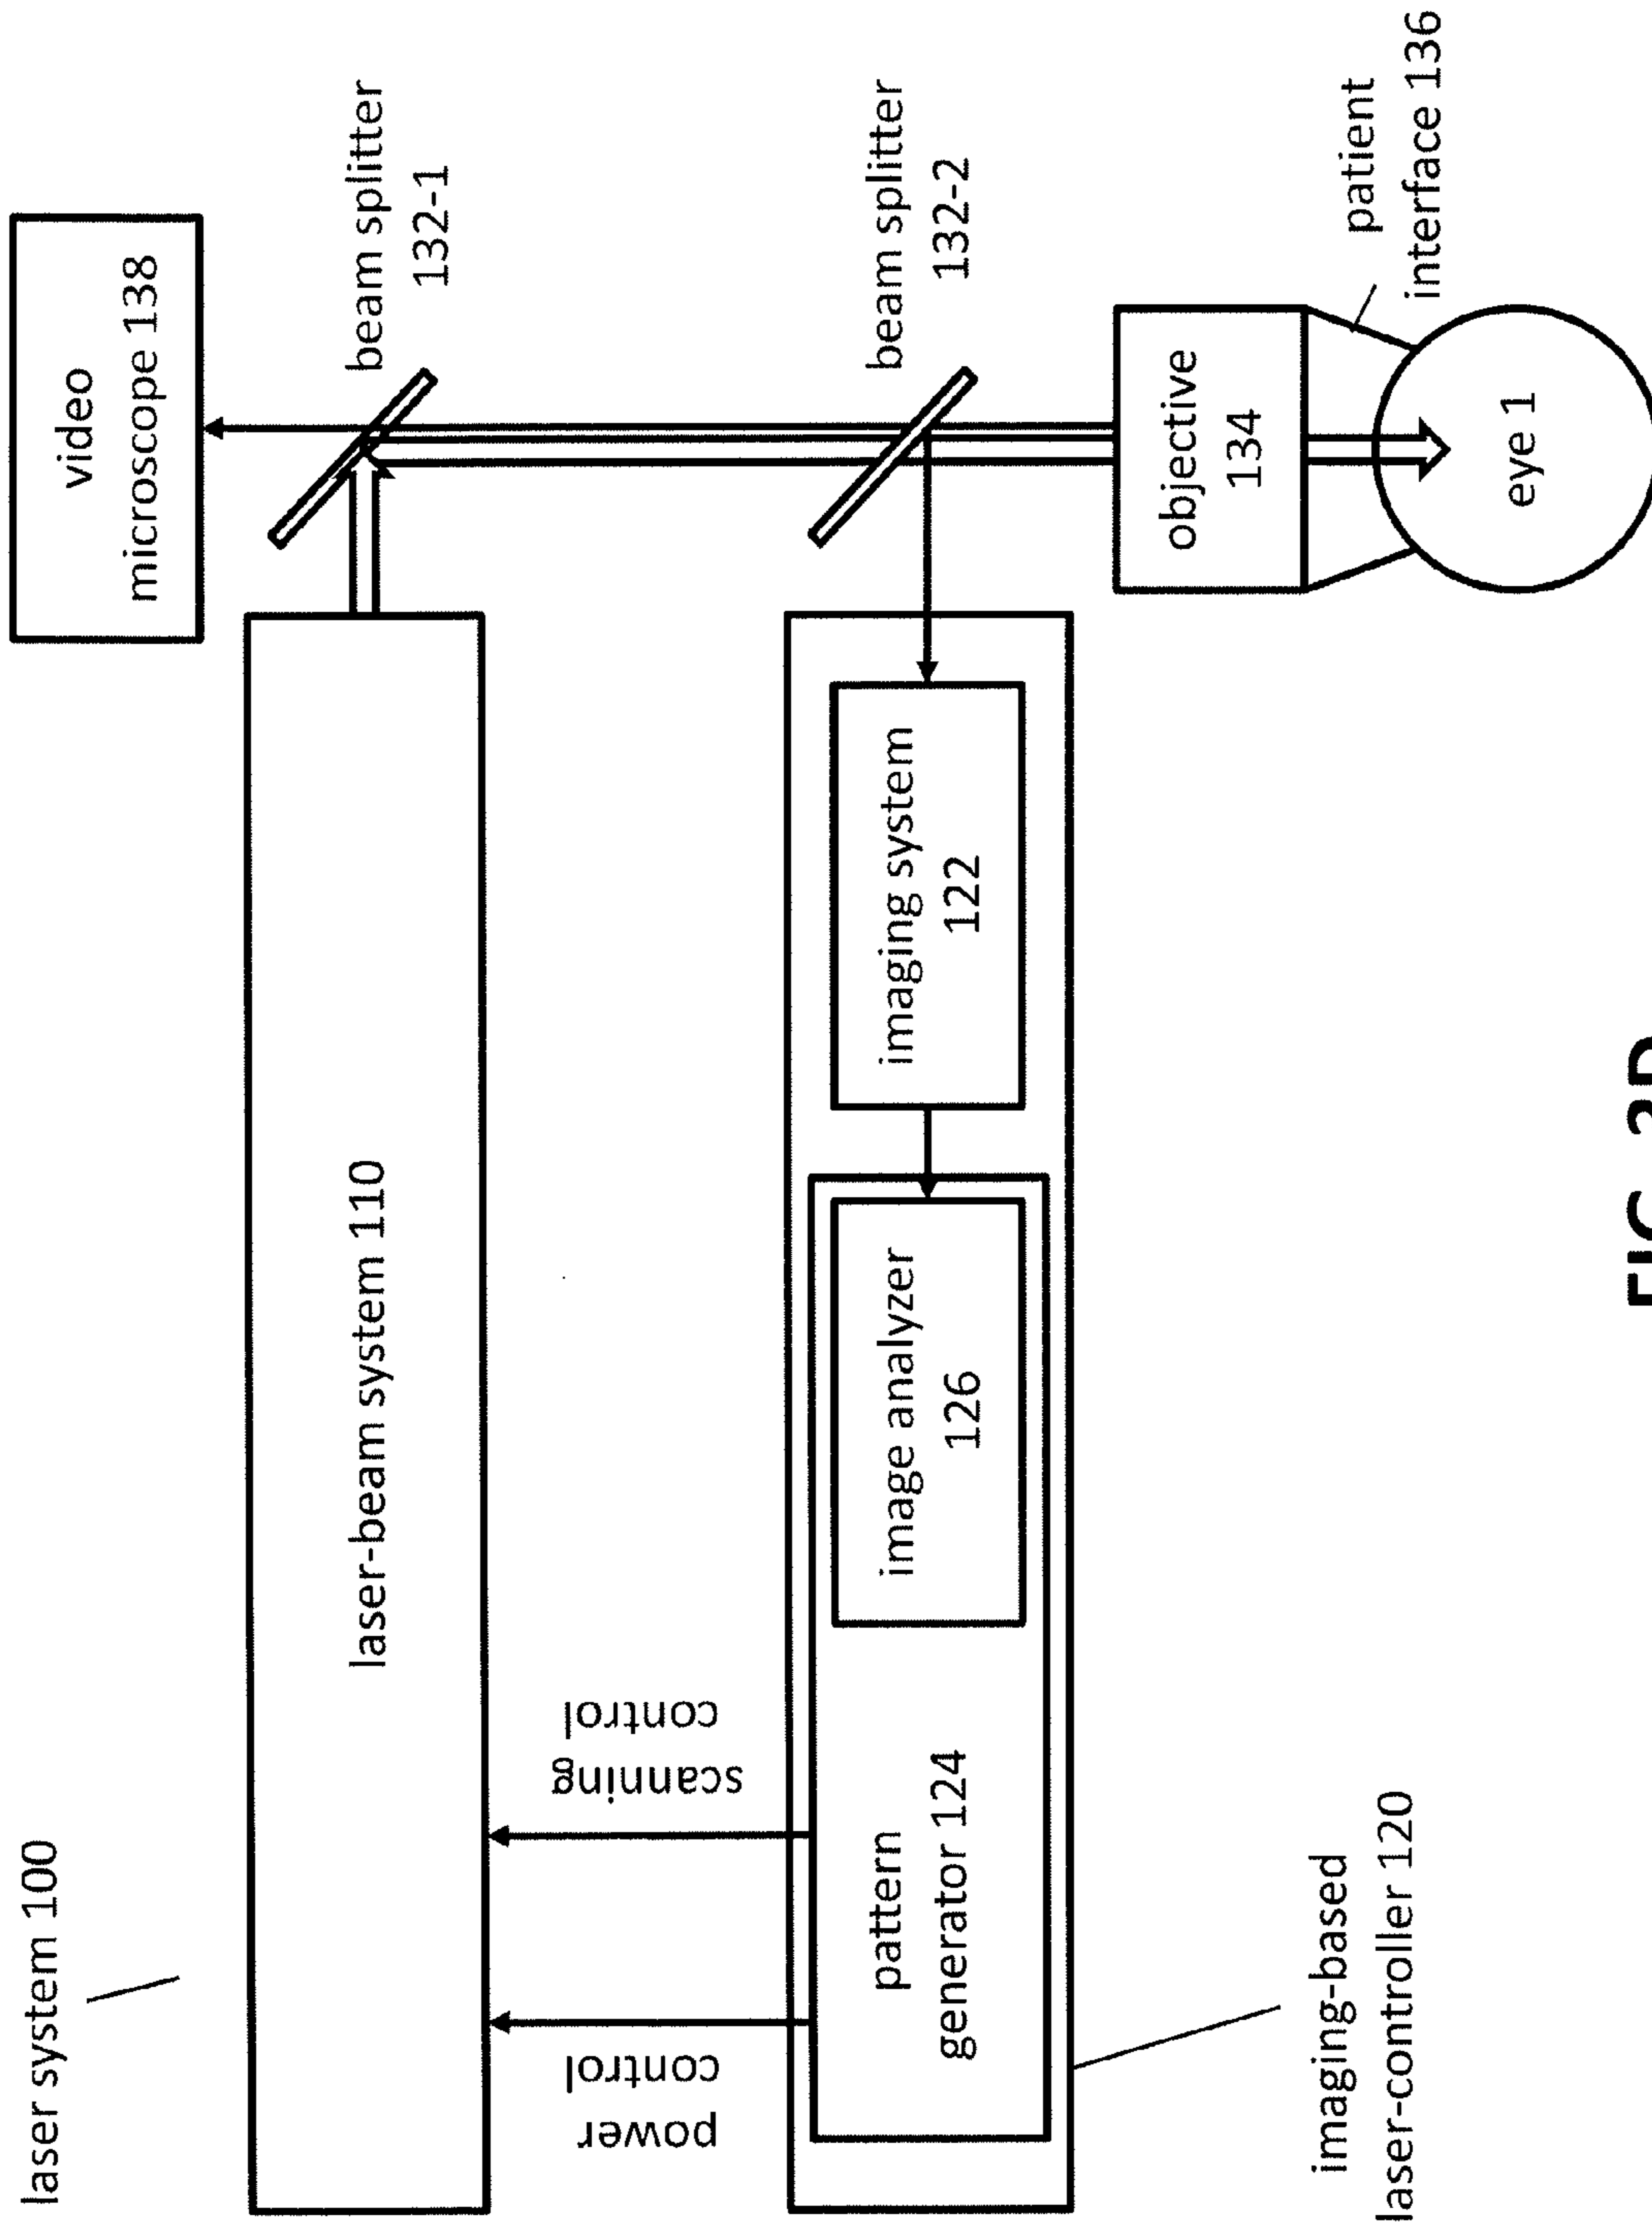 laser system 100
video
microscope 138
laser-beam system 110
beam splitter
132-1
power
control
scanning
control
pattern
generator 124
image analyzer
126
imaging system
122
beam splitter
132-2
objective
134
patient
interface 136
eye 1
imaging-based
laser-controller 120
FIG